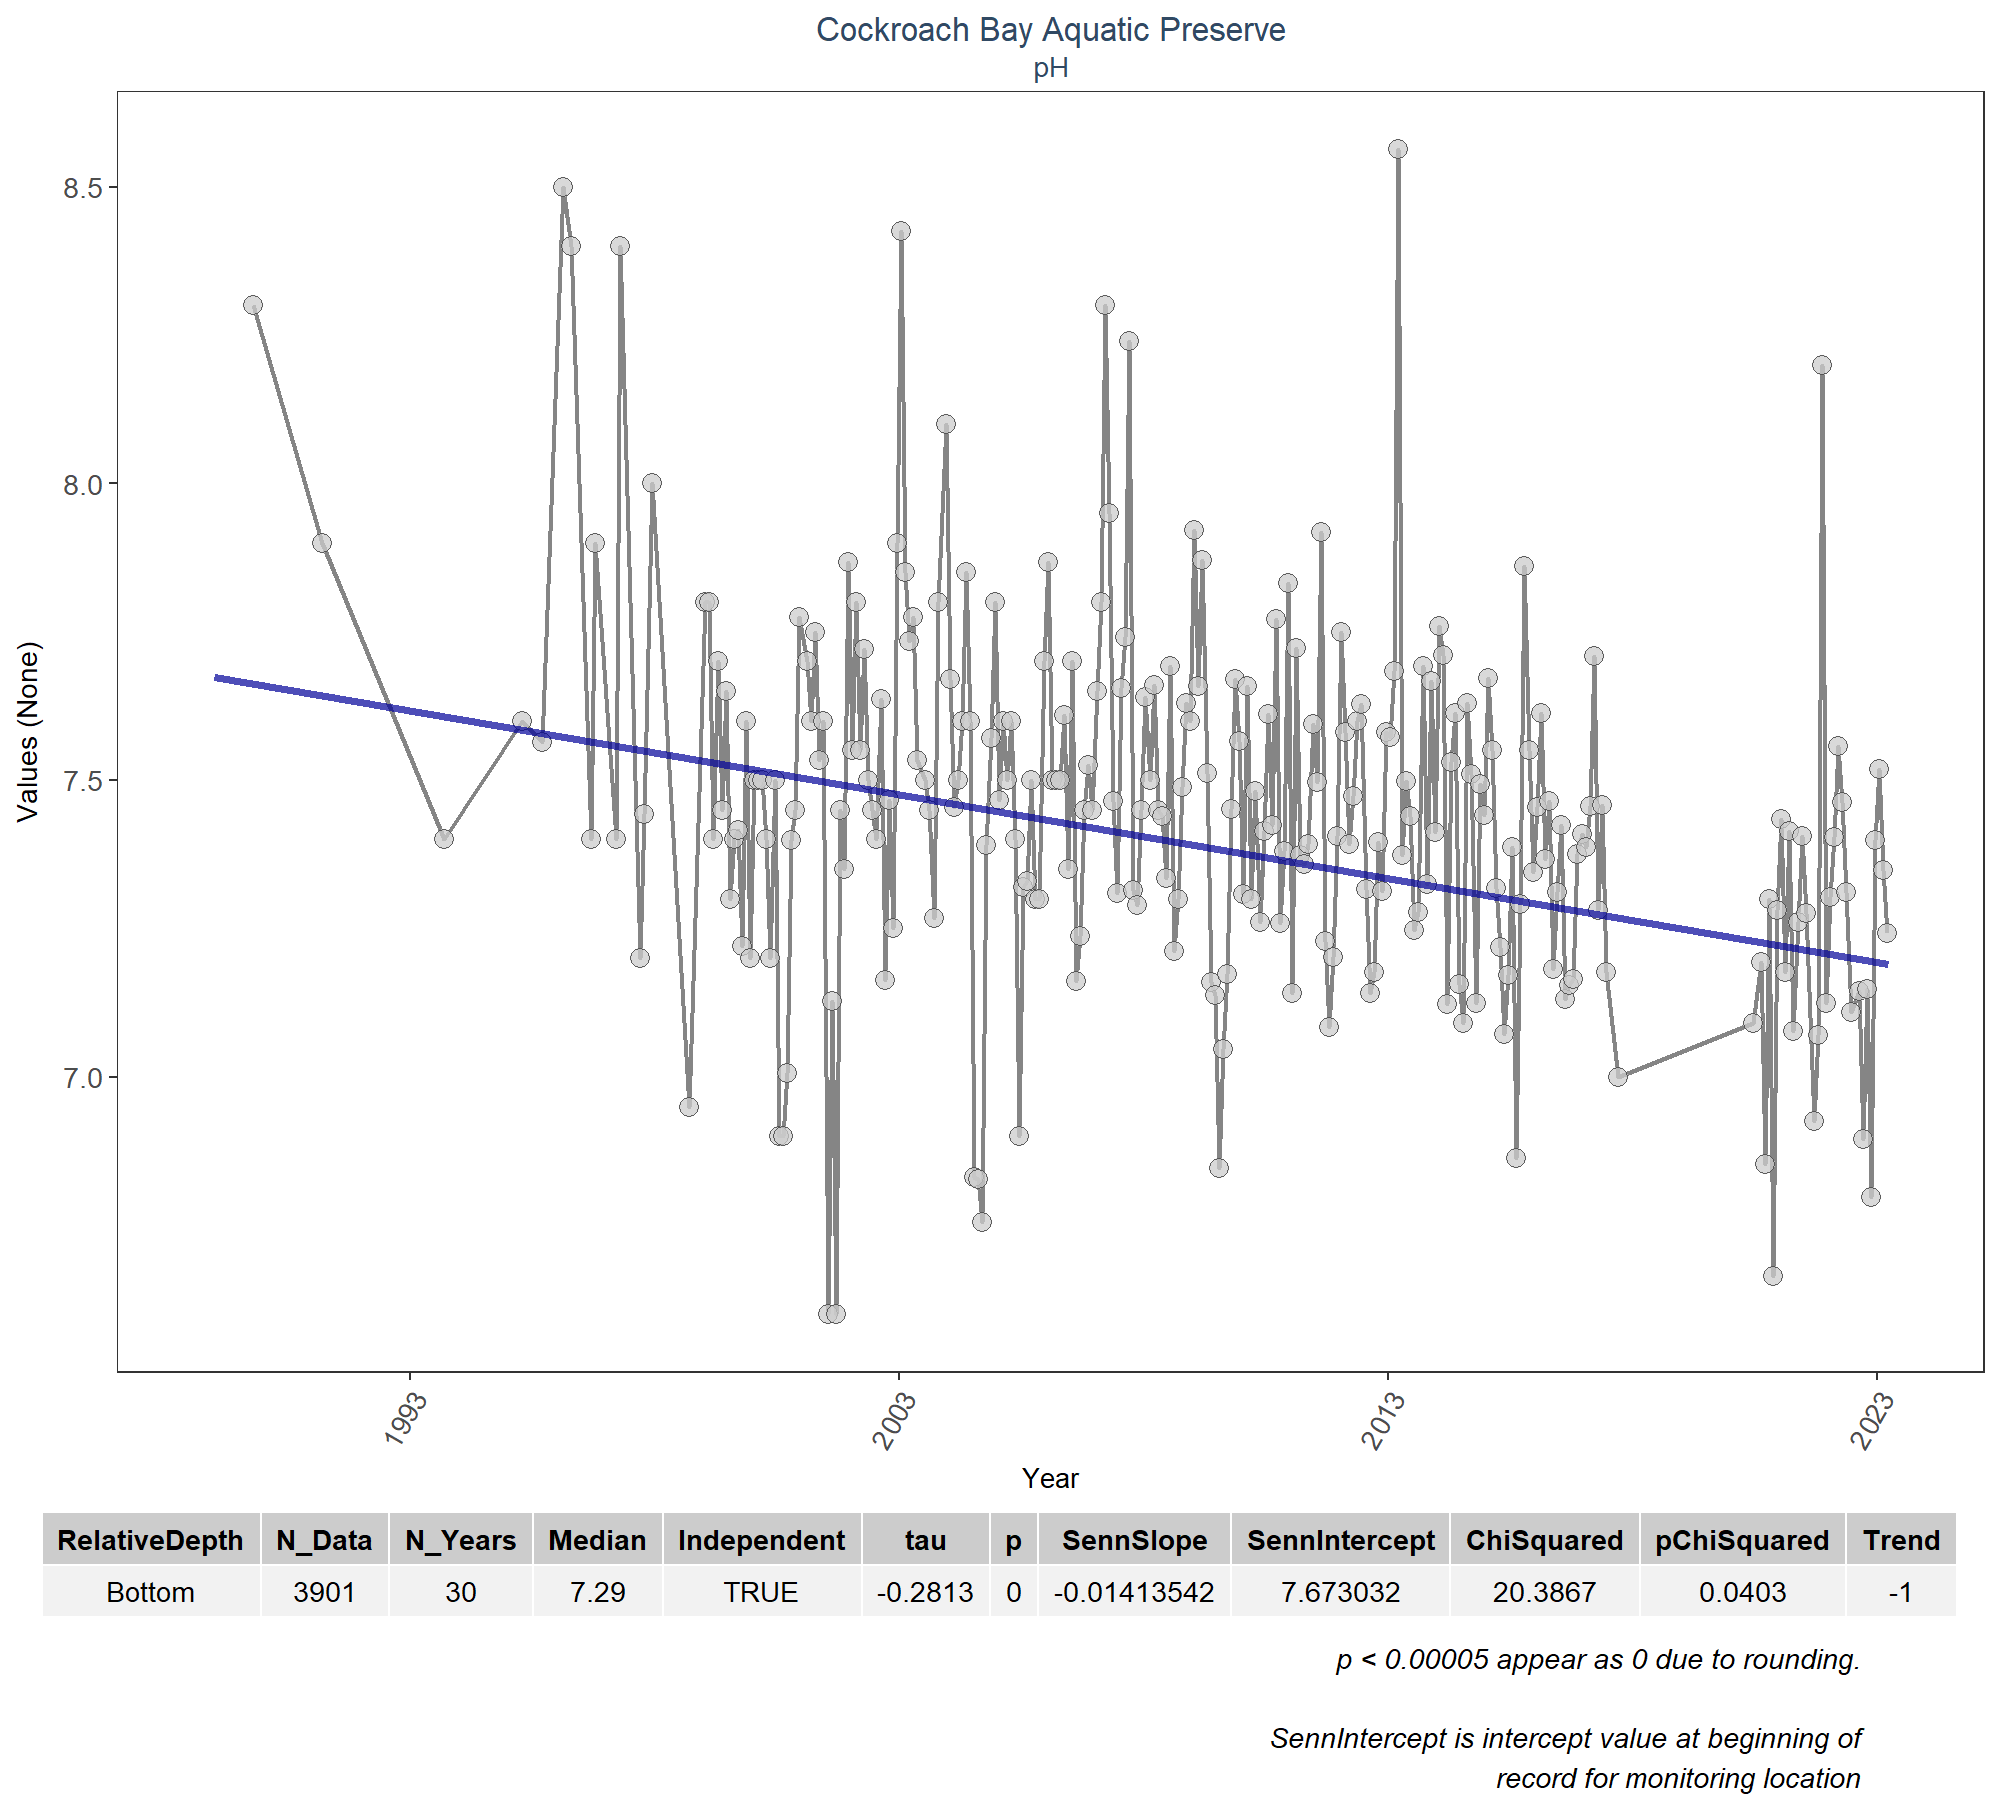 Cockroach Bay Aquatic Preserve
pH
8.5
8.0
7.5
7.0
Values (None)
1993 2003 2013 2023
Year
RelativeDepth N_Data N_Years Median Independent tau p SennSlope SennIntercept ChiSquared pChiSquared Trend
Bottom 3901 30 7.29 TRUE -0.2813 0 -0.01413542 7.673032 20.3867 0.0403 -1
p < 0.00005 appear as 0 due to rounding.
SennIntercept is intercept value at beginning of
record for monitoring location